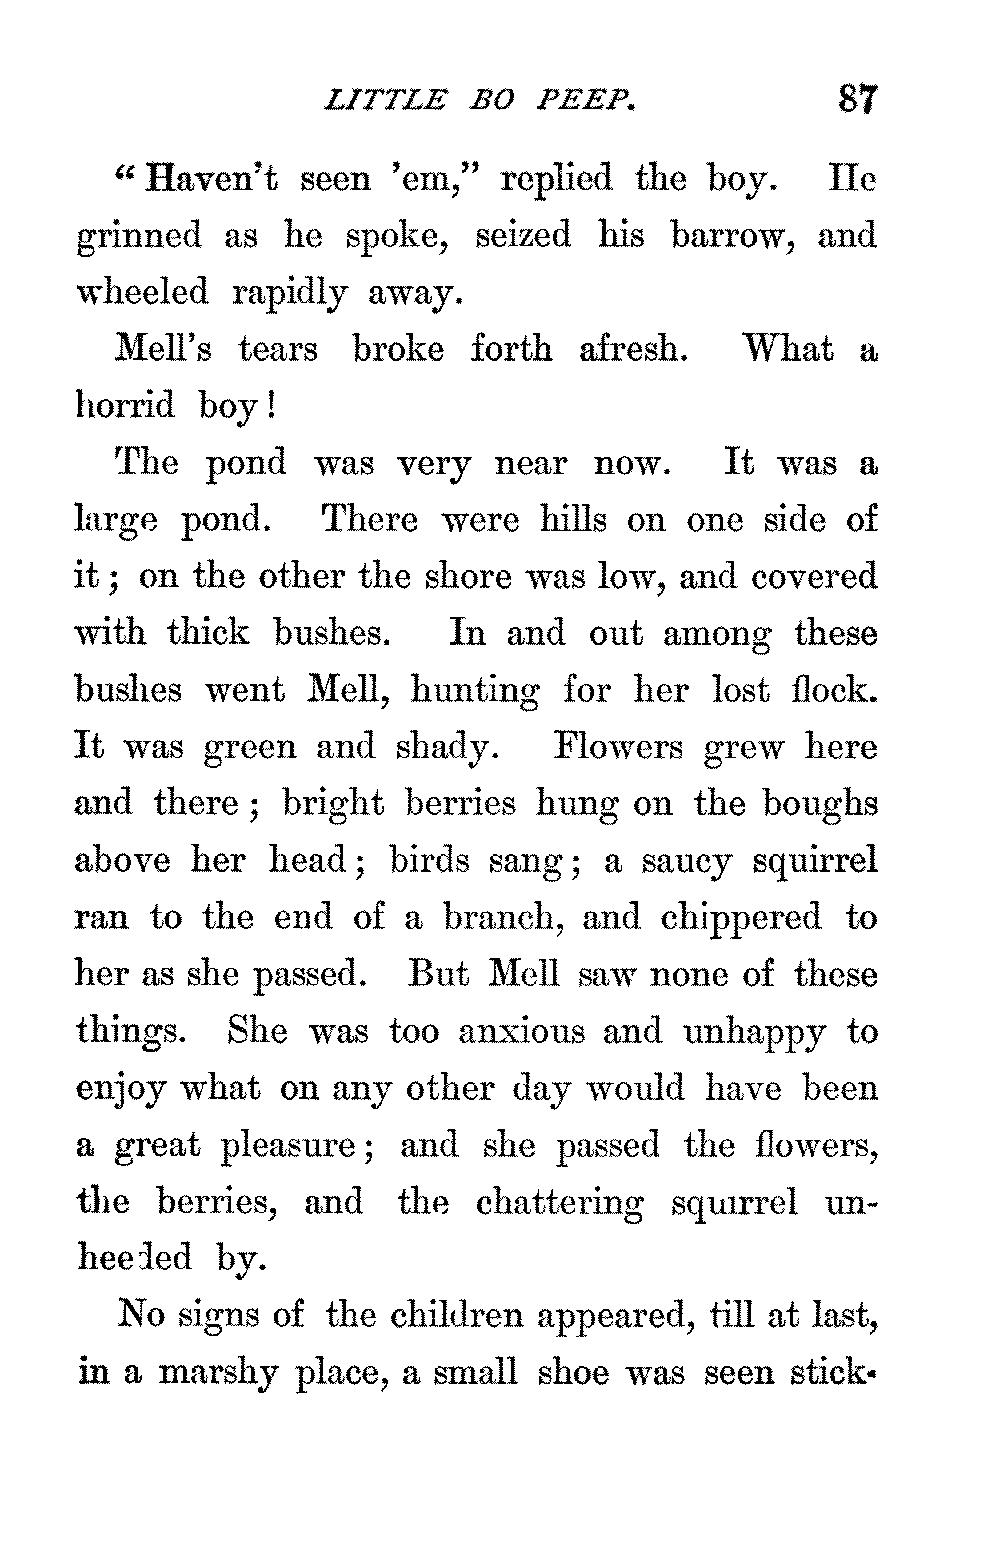 LITTLE BO PEEP. 87
“Haven’t seen ’em,” replied the boy. He
grinned as he spoke, seized his barrow, and
wheeled rapidly away.
Mell’s tears broke forth afresh. What a
horrid boy!
The pond was very near now. It was a
large pond. There were hills on one side of
it; on the other the shore was low, and covered
with thick bushes. In and out among these
bushes went Mell, hunting for her lost flock.
It was green and shady. Flowers grew here
and there; bright berries hung on the boughs
above her head; birds sang; a saucy squirrel
ran to the end of a branch, and chippered to
her as she passed. But Mell saw none of these
things. She was too anxious and unhappy to
enjoy what on any other day would have been
a great pleasure; and she passed the flowers,
the berries, and the chattering squirrel un-
heeded by.
No signs of the children appeared, till at last,
in a marshy place, a small shoe was seen stick-